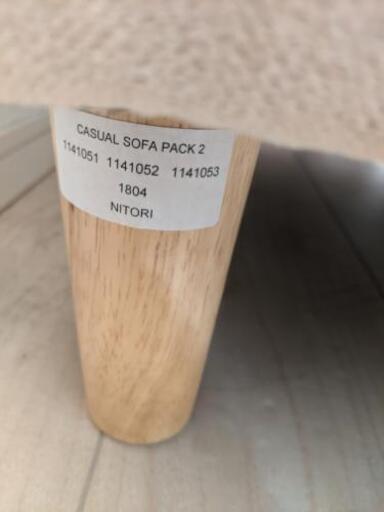 CASUAL SOFA PACK 2
1141051 1141052 1141053
1804
NITORI